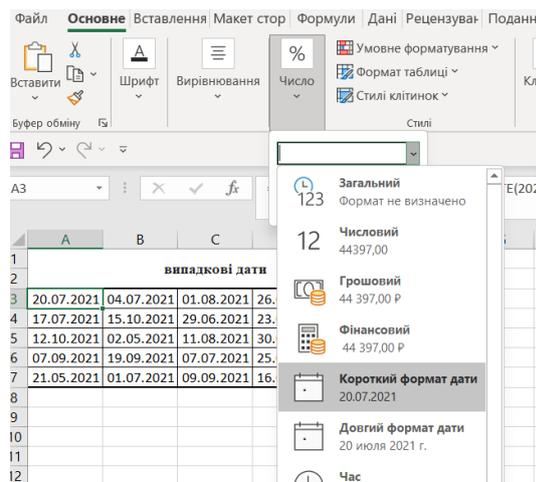 Файл Основне Вставлення Макет стор Формули Дані Рецензуван Поданн
Вставити Шрифт Вирівнювання Число
Умовне форматування
Формат таблиці
Стилі клітинок
Буфер обміну Стилі
A3 fx
A B C
1
2 випадкові дати
3 20.07.2021 04.07.2021 01.08.2021 26.
4 17.07.2021 15.10.2021 29.06.2021 23.
5 12.10.2021 02.05.2021 11.08.2021 30.
6 07.09.2021 19.09.2021 07.07.2021 25.
7 21.05.2021 01.07.2021 09.09.2021 16.
8
9
10
11
12
Загальний
123 Формат не визначено
12 Числовий
44397,00
Грошовий
44 397,00 ₽
Фінансовий
44 397,00 ₽
Короткий формат дати
20.07.2021
Довгий формат дати
20 июля 2021 г.
Час